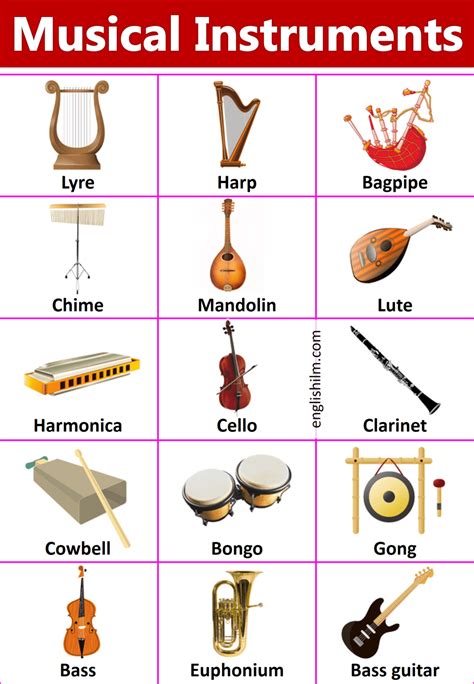 Musical Instruments
Lyre
Harp
Bagpipe
Chime
Mandolin
Lute
englishilm.com
Harmonica
Cello
Clarinet
Cowbell
Bongo
Gong
Bass
Euphonium
Bass guitar